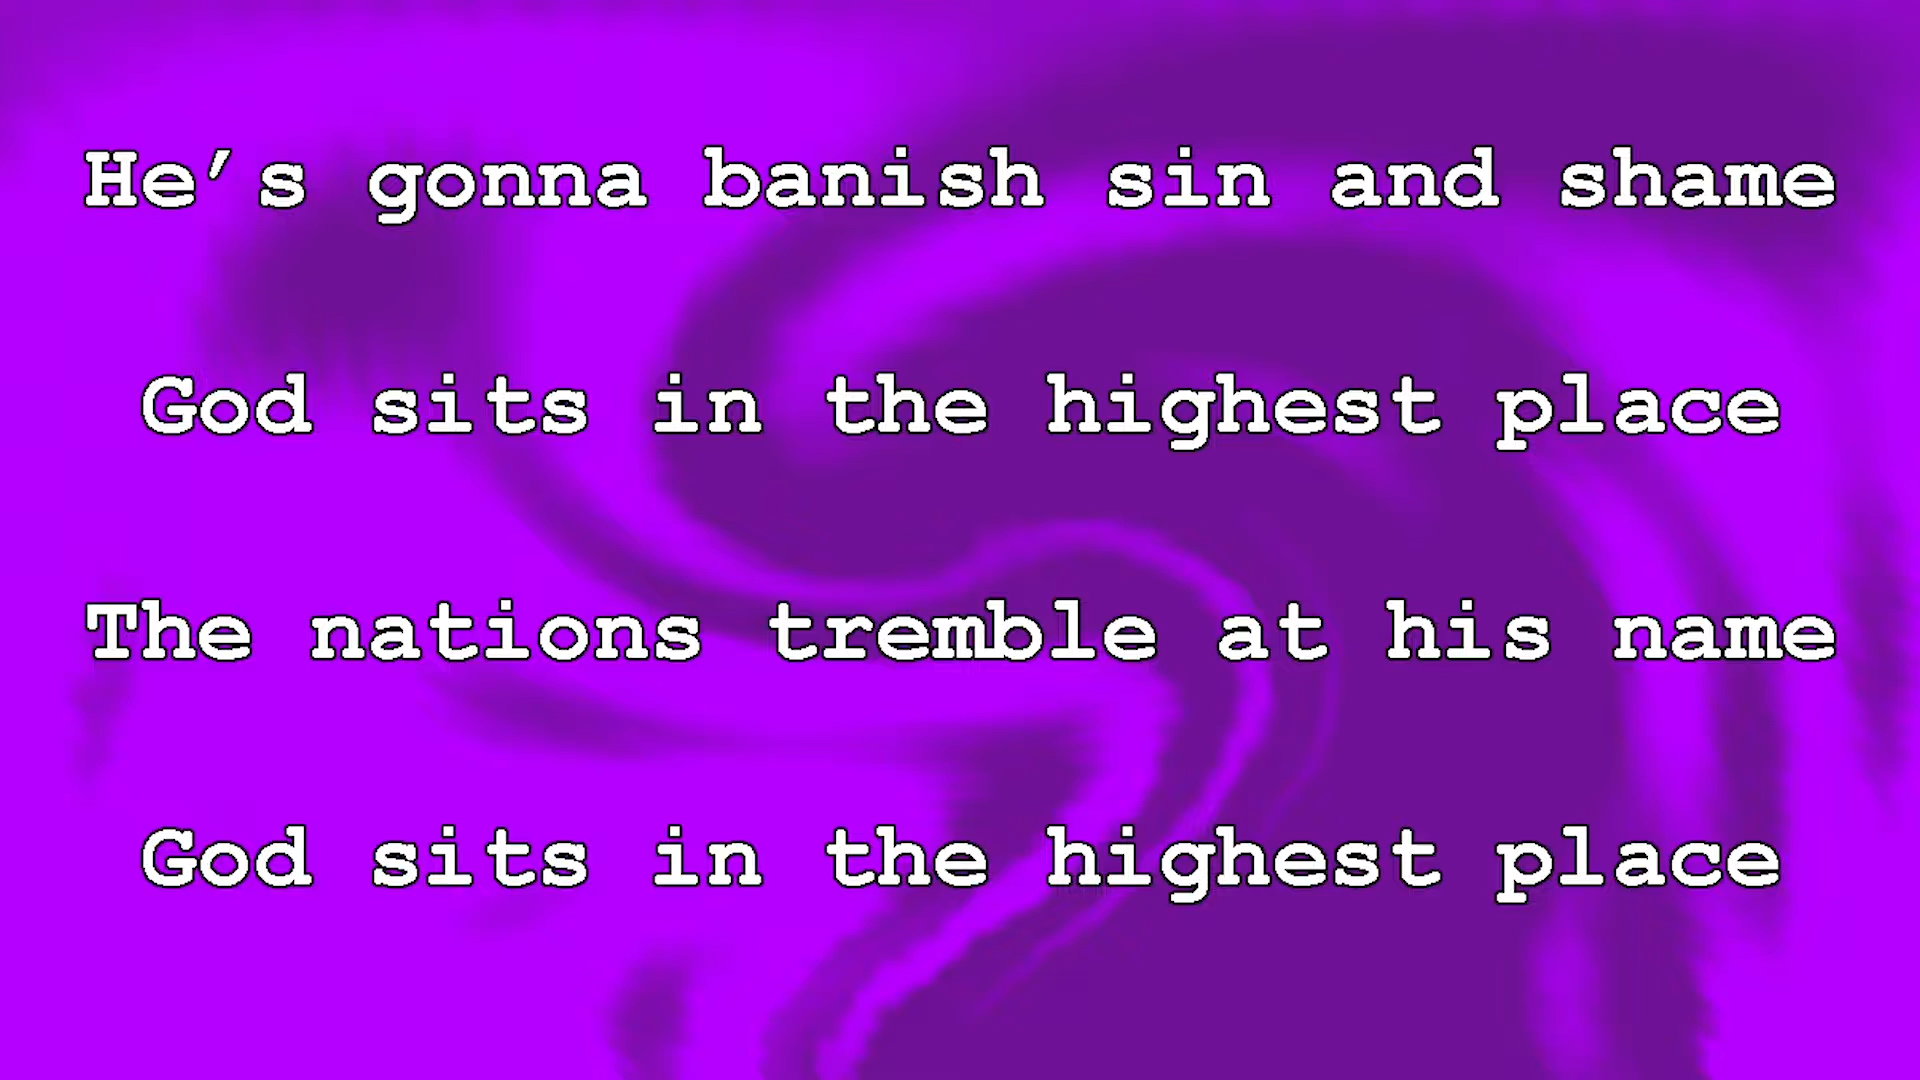 He’s gonna banish sin and shame
God sits in the highest place
The nations tremble at his name
God sits in the highest place